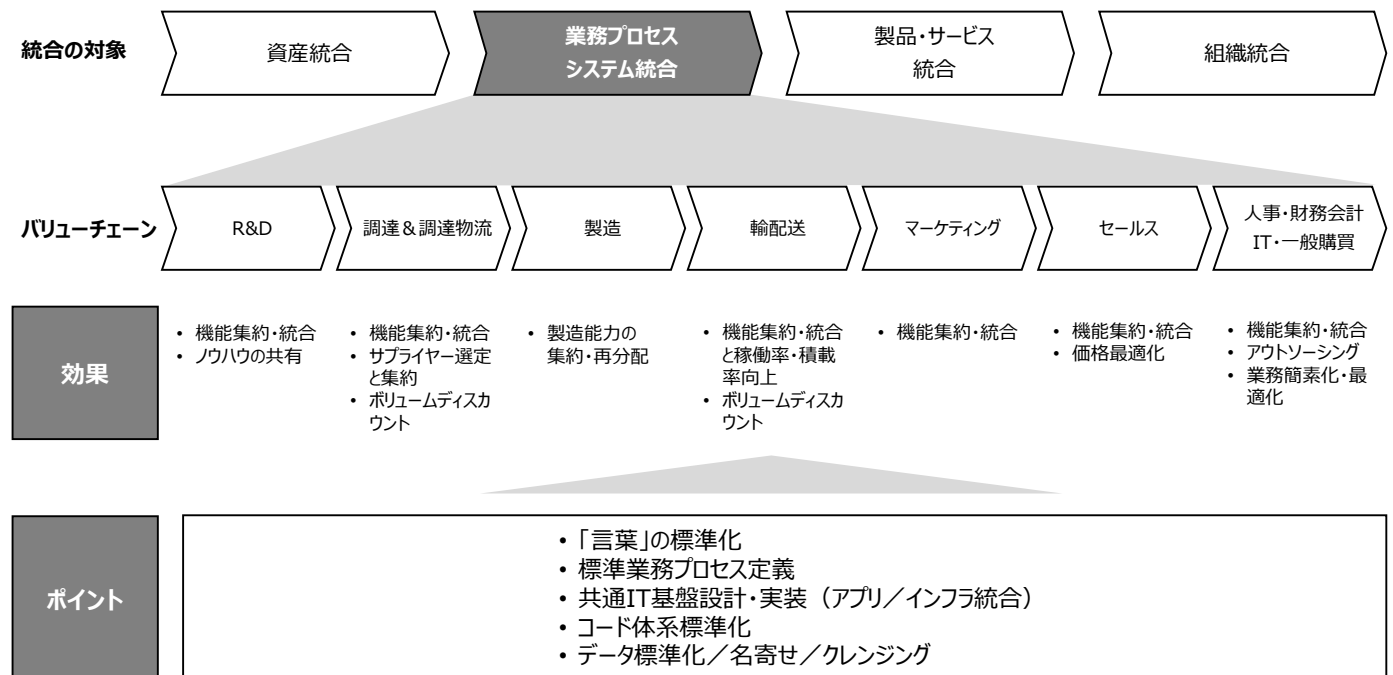 統合の対象
資産統合
業務プロセス
システム統合
製品・サービス
統合
組織統合
バリューチェーン
R&D
調達&調達物流
製造
輸配送
マーケティング
セールス
人事・財務会計
IT・一般購買
効果
• 機能集約・統合
• ノウハウの共有
• 機能集約・統合
• サプライヤー選定
と集約
• ボリュームディスカ
ウント
• 製造能力の
集約・再分配
• 機能集約・統合
と稼働率・積載
率向上
• ボリュームディスカ
ウント
• 機能集約・統合
• 機能集約・統合
• 価格最適化
• 機能集約・統合
• アウトソーシング
• 業務簡素化・最
適化
ポイント
• 「言葉」の標準化
• 標準業務プロセス定義
• 共通IT基盤設計・実装（アプリ／インフラ統合）
• コード体系標準化
• データ標準化／名寄せ／クレンジング